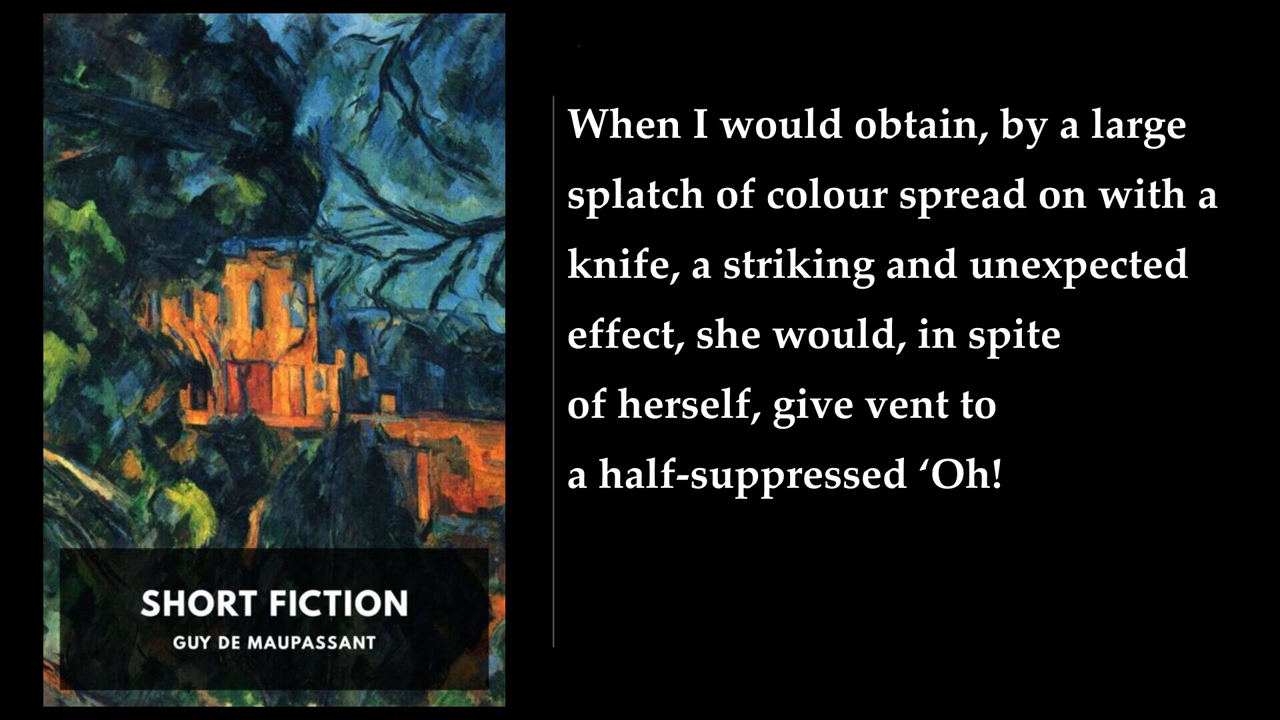 When I would obtain, by a large
splatch of colour spread on with a
knife, a striking and unexpected
effect, she would, in spite
of herself, give vent to
a half-suppressed ‘Oh!
SHORT FICTION
GUY DE MAUPASSANT